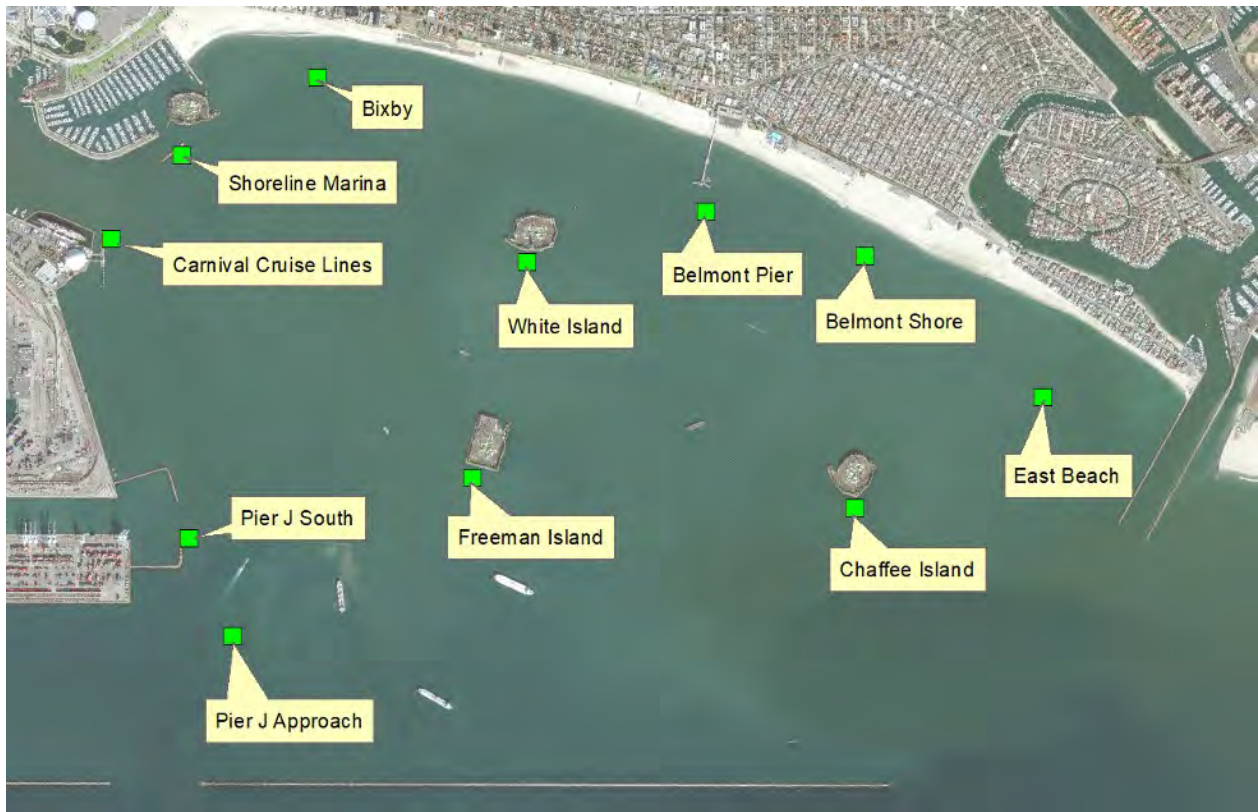 Bixby
Shoreline Marina
Carnival Cruise Lines
White Island
Belmont Pier
Belmont Shore
East Beach
Pier J South
Freeman Island
Chaffee Island
Pier J Approach